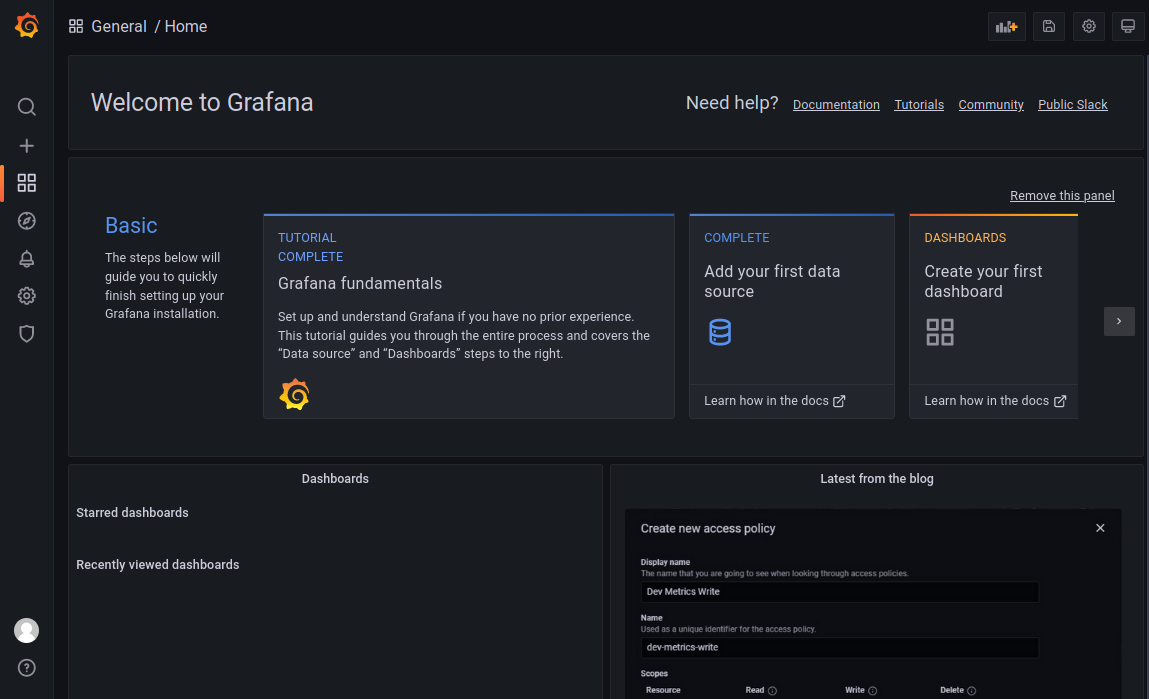 General / Home
Welcome to Grafana
Need help? Documentation Tutorials Community Public Slack
Remove this panel
Basic
The steps below will
guide you to quickly
finish setting up your
Grafana installation.
TUTORIAL
COMPLETE
Grafana fundamentals
Set up and understand Grafana if you have no prior experience.
This tutorial guides you through the entire process and covers the
“Data source” and “Dashboards” steps to the right.
COMPLETE
Add your first data
source
Learn how in the docs
DASHBOARDS
Create your first
dashboard
Learn how in the docs
Dashboards
Starred dashboards
Recently viewed dashboards
Latest from the blog
Create new access policy
Display name
The name that you are going to see when looking through access policies.
Dev Metrics Write
Name
Used as a unique identifier for the access policy.
dev-metrics-write
Scopes
Resource Read Write Delete